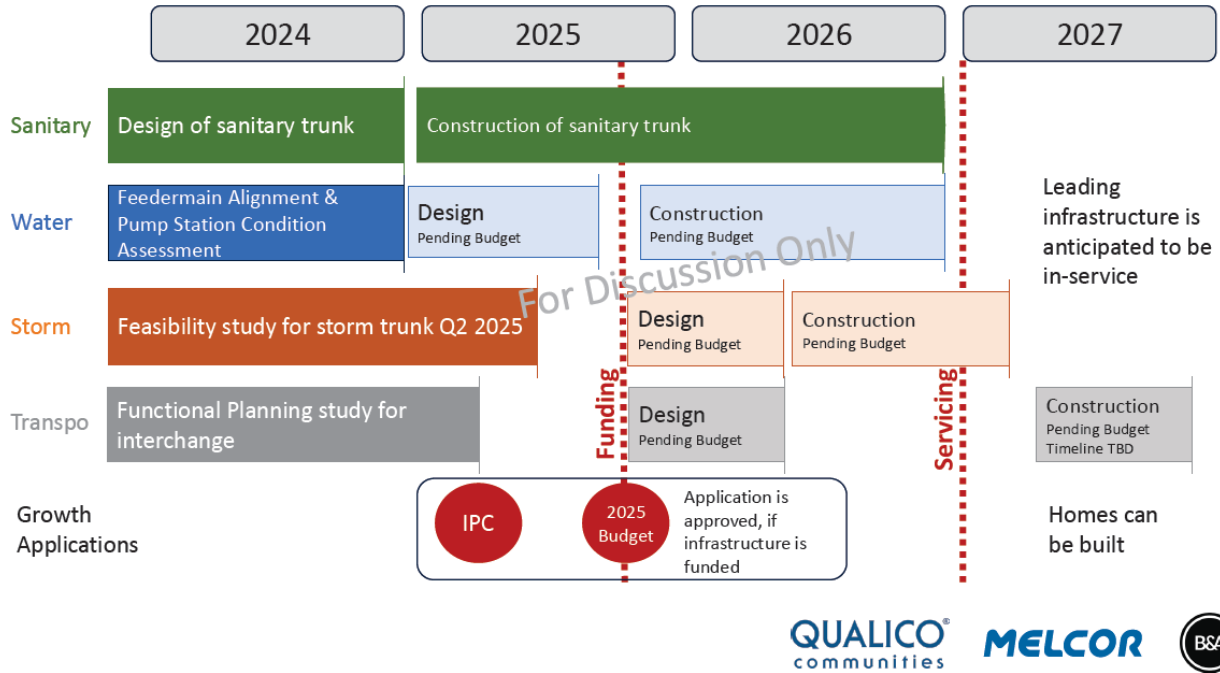 2024
2025
2026
2027
Sanitary
Design of sanitary trunk
Construction of sanitary trunk
Water
Feedermain Alignment &
Pump Station Condition
Assessment
Design
Pending Budget
Construction
Pending Budget
Leading
infrastructure is
anticipated to be
in-service
For Discussion Only
Storm
Feasibility study for storm trunk Q2 2025
Design
Pending Budget
Construction
Pending Budget
Transpo
Functional Planning study for
interchange
Funding
Design
Pending Budget
Servicing
Construction
Pending Budget
Timeline TBD
Growth
Applications
IPC
2025
Budget
Application is
approved, if
infrastructure is
funded
Homes can
be built
QUALICO®
communities
MELCOR
B&A